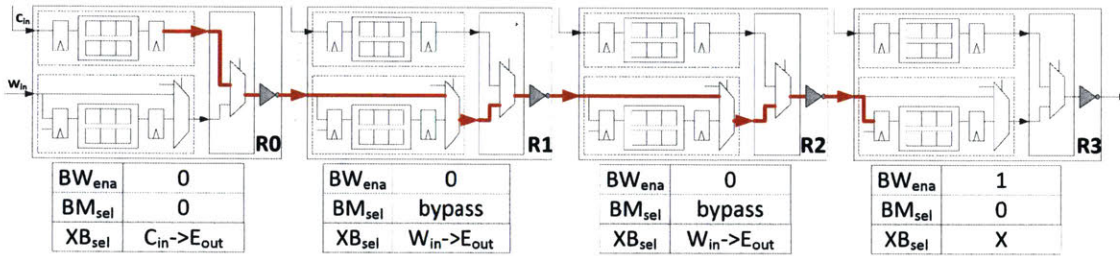 C_in
W_in
R0 R1 R2 R3
BW_ena 0
BM_sel 0
XB_sel C_in->E_out
BW_ena 0
BM_sel bypass
XB_sel W_in->E_out
BW_ena 0
BM_sel bypass
XB_sel W_in->E_out
BW_ena 1
BM_sel 0
XB_sel X